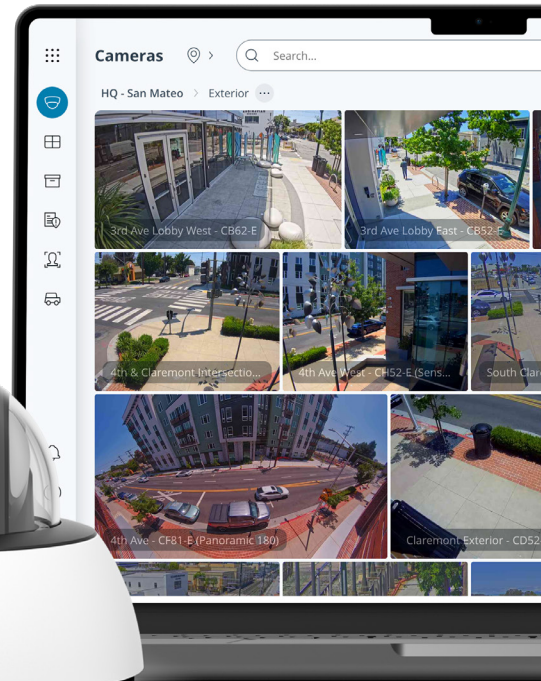 Cameras
Search...
HQ - San Mateo > Exterior ...
3rd Ave Lobby West - CB62-E
3rd Ave Lobby East - CB52-E
4th & Claremont Intersectio...
4th Ave West - CH52-E (Sens...
South Clar
4th Ave - CF81-E (Panoramic 180)
Claremont Exterior - CD52